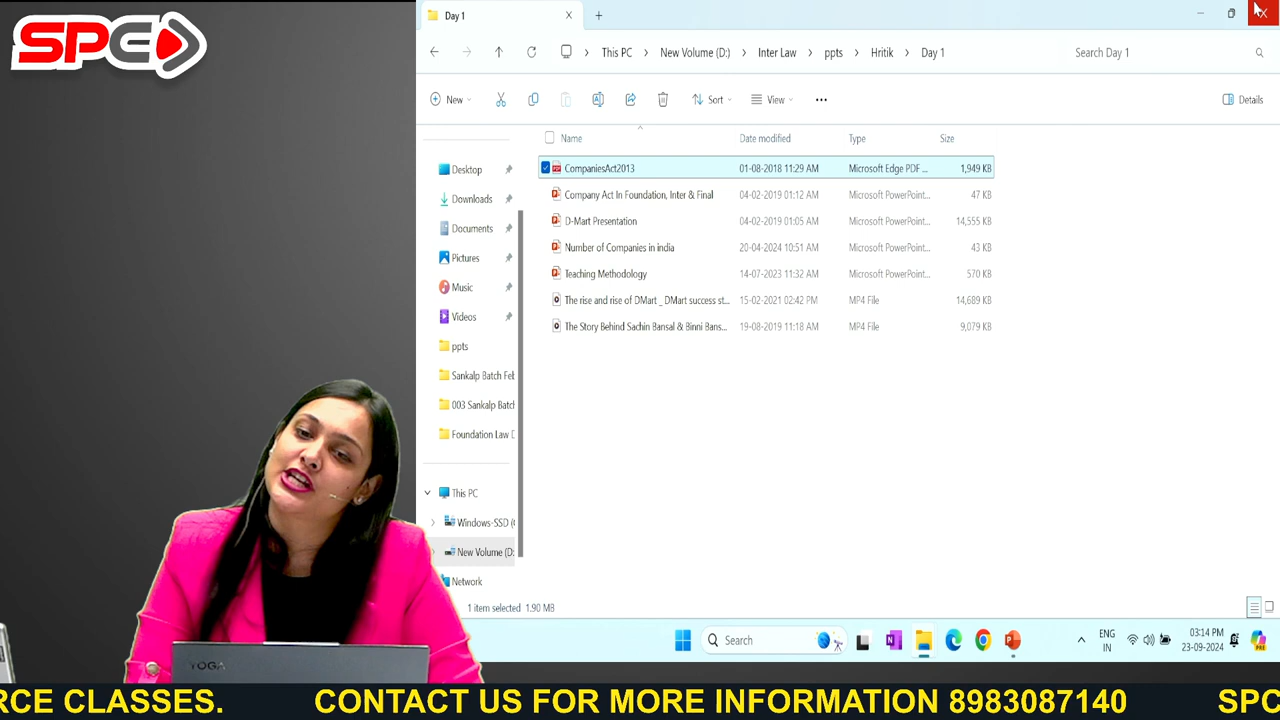 SPC
Day 1
This PC > New Volume (D:) > Inter Law > ppts > Hritik > Day 1
Search Day 1
New
Sort
View
Details
Name Date modified Type Size
CompaniesAct2013 01-08-2018 11:29 AM Microsoft Edge PDF ... 1,949 KB
Company Act In Foundation, Inter & Final 04-02-2019 01:12 AM Microsoft PowerPoint... 47 KB
D-Mart Presentation 04-02-2019 01:05 AM Microsoft PowerPoint... 14,555 KB
Number of Companies in india 20-04-2024 10:51 AM Microsoft PowerPoint... 43 KB
Teaching Methodology 14-07-2023 11:32 AM Microsoft PowerPoint... 570 KB
The rise and rise of DMart _ DMart success st... 15-02-2021 02:42 PM MP4 File 14,689 KB
The Story Behind Sachin Bansal & Binni Bans... 19-08-2019 11:18 AM MP4 File 9,079 KB
Desktop
Downloads
Documents
Pictures
Music
Videos
ppts
Sankalp Batch Feb
003 Sankalp Batch
Foundation Law
This PC
Windows-SSD (
New Volume (D:
Network
1 item selected 1.90 MB
Search
ENG
IN
03:14 PM
23-09-2024
YOGA
RCE CLASSES. CONTACT US FOR MORE INFORMATION 8983087140 SPC